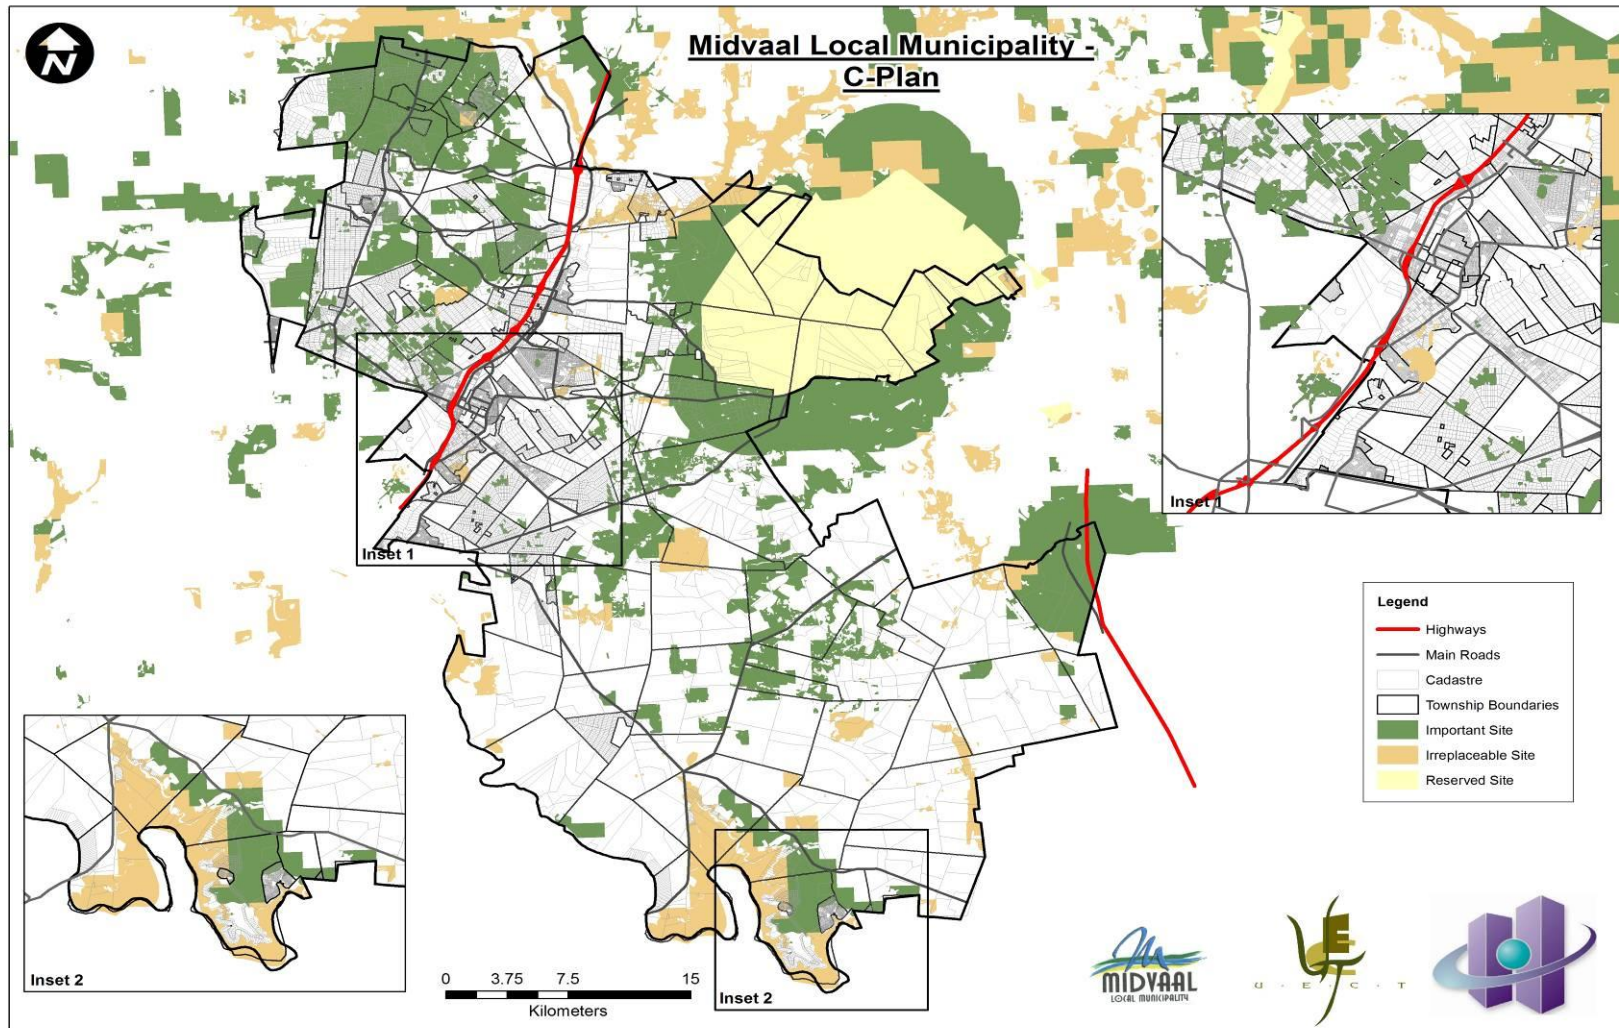 N
Midvaal Local Municipality -
C-Plan
Inset 1
Inset 1
Legend
Highways
Main Roads
Cadastre
Township Boundaries
Important Site
Irreplaceable Site
Reserved Site
Inset 2
0 3.75 7.5 15
Kilometers
Inset 2
MIDVAAL
LOCAL MUNICIPALITY
U · E · C · T